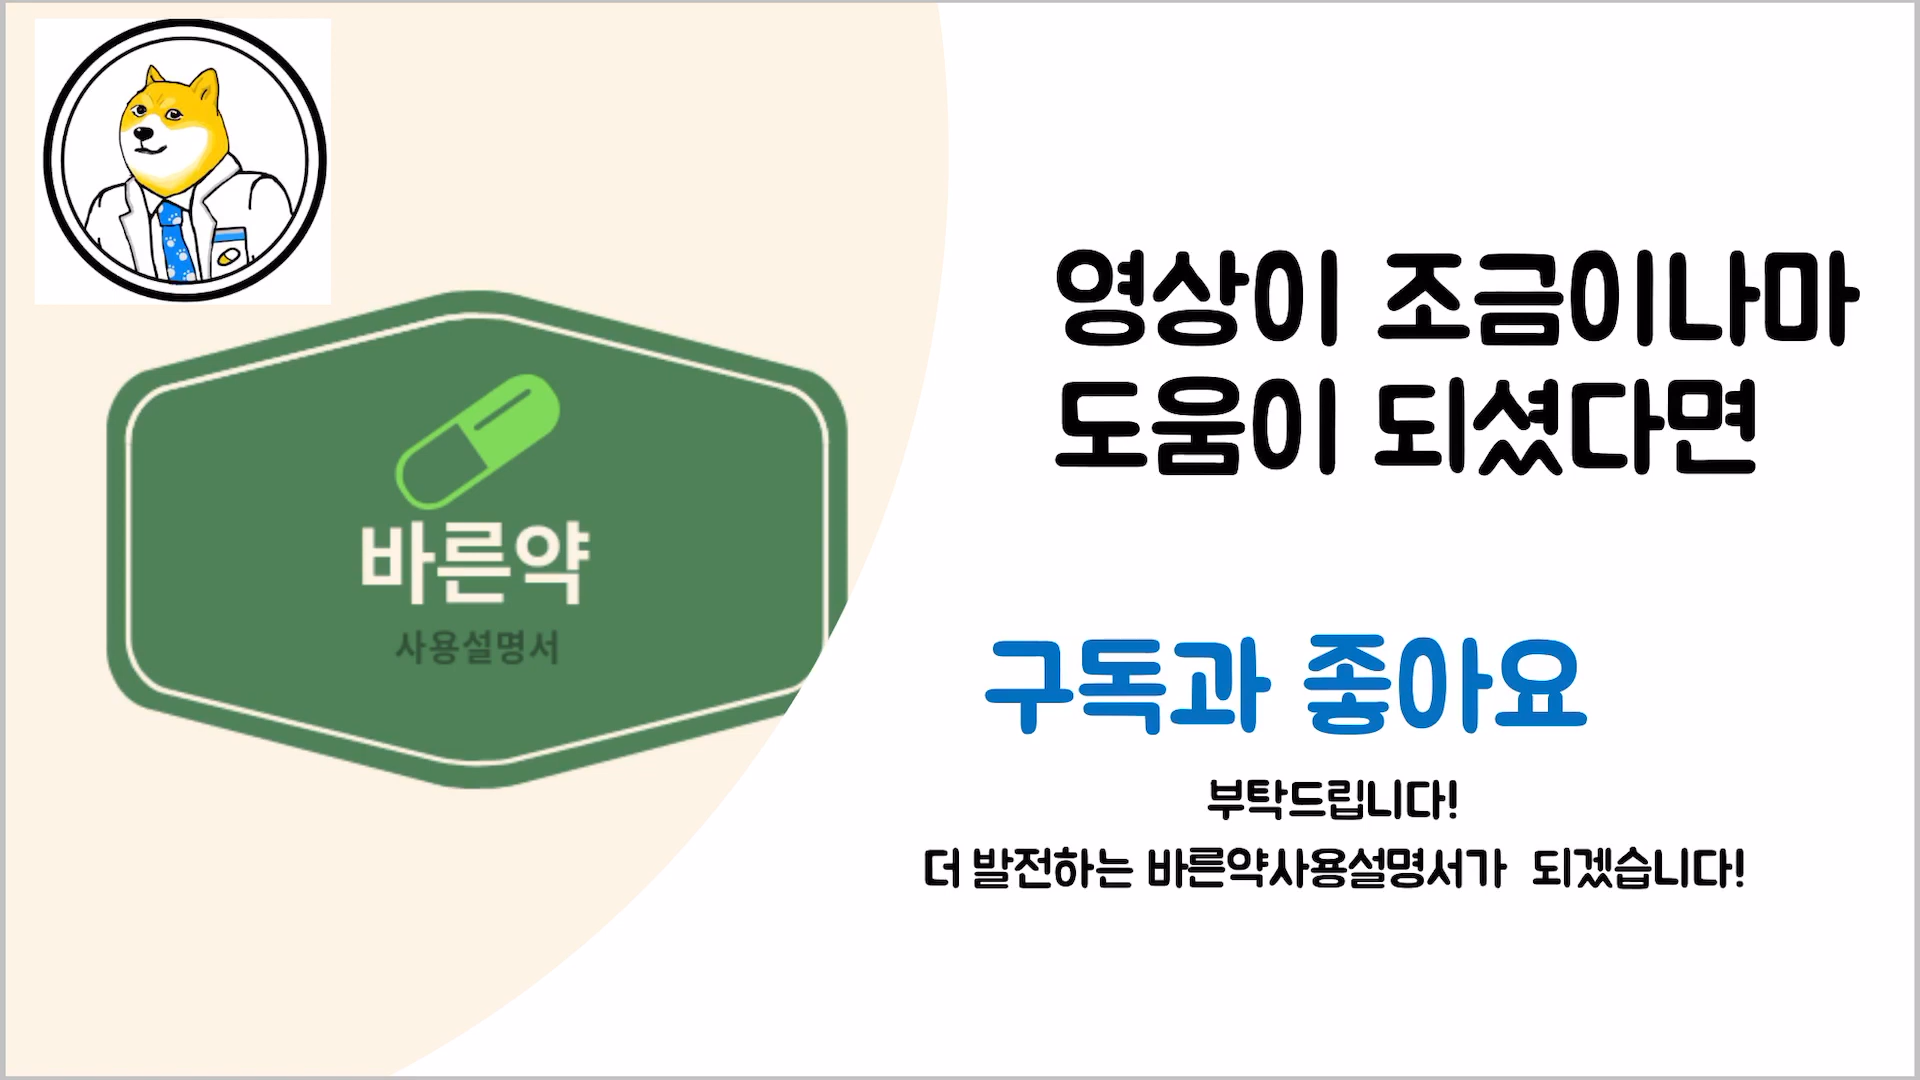 바른약
사용설명서
영상이 조금이나마
도움이 되셨다면
구독과 좋아요
부탁드립니다!
더 발전하는 바른약사용설명서가 되겠습니다!